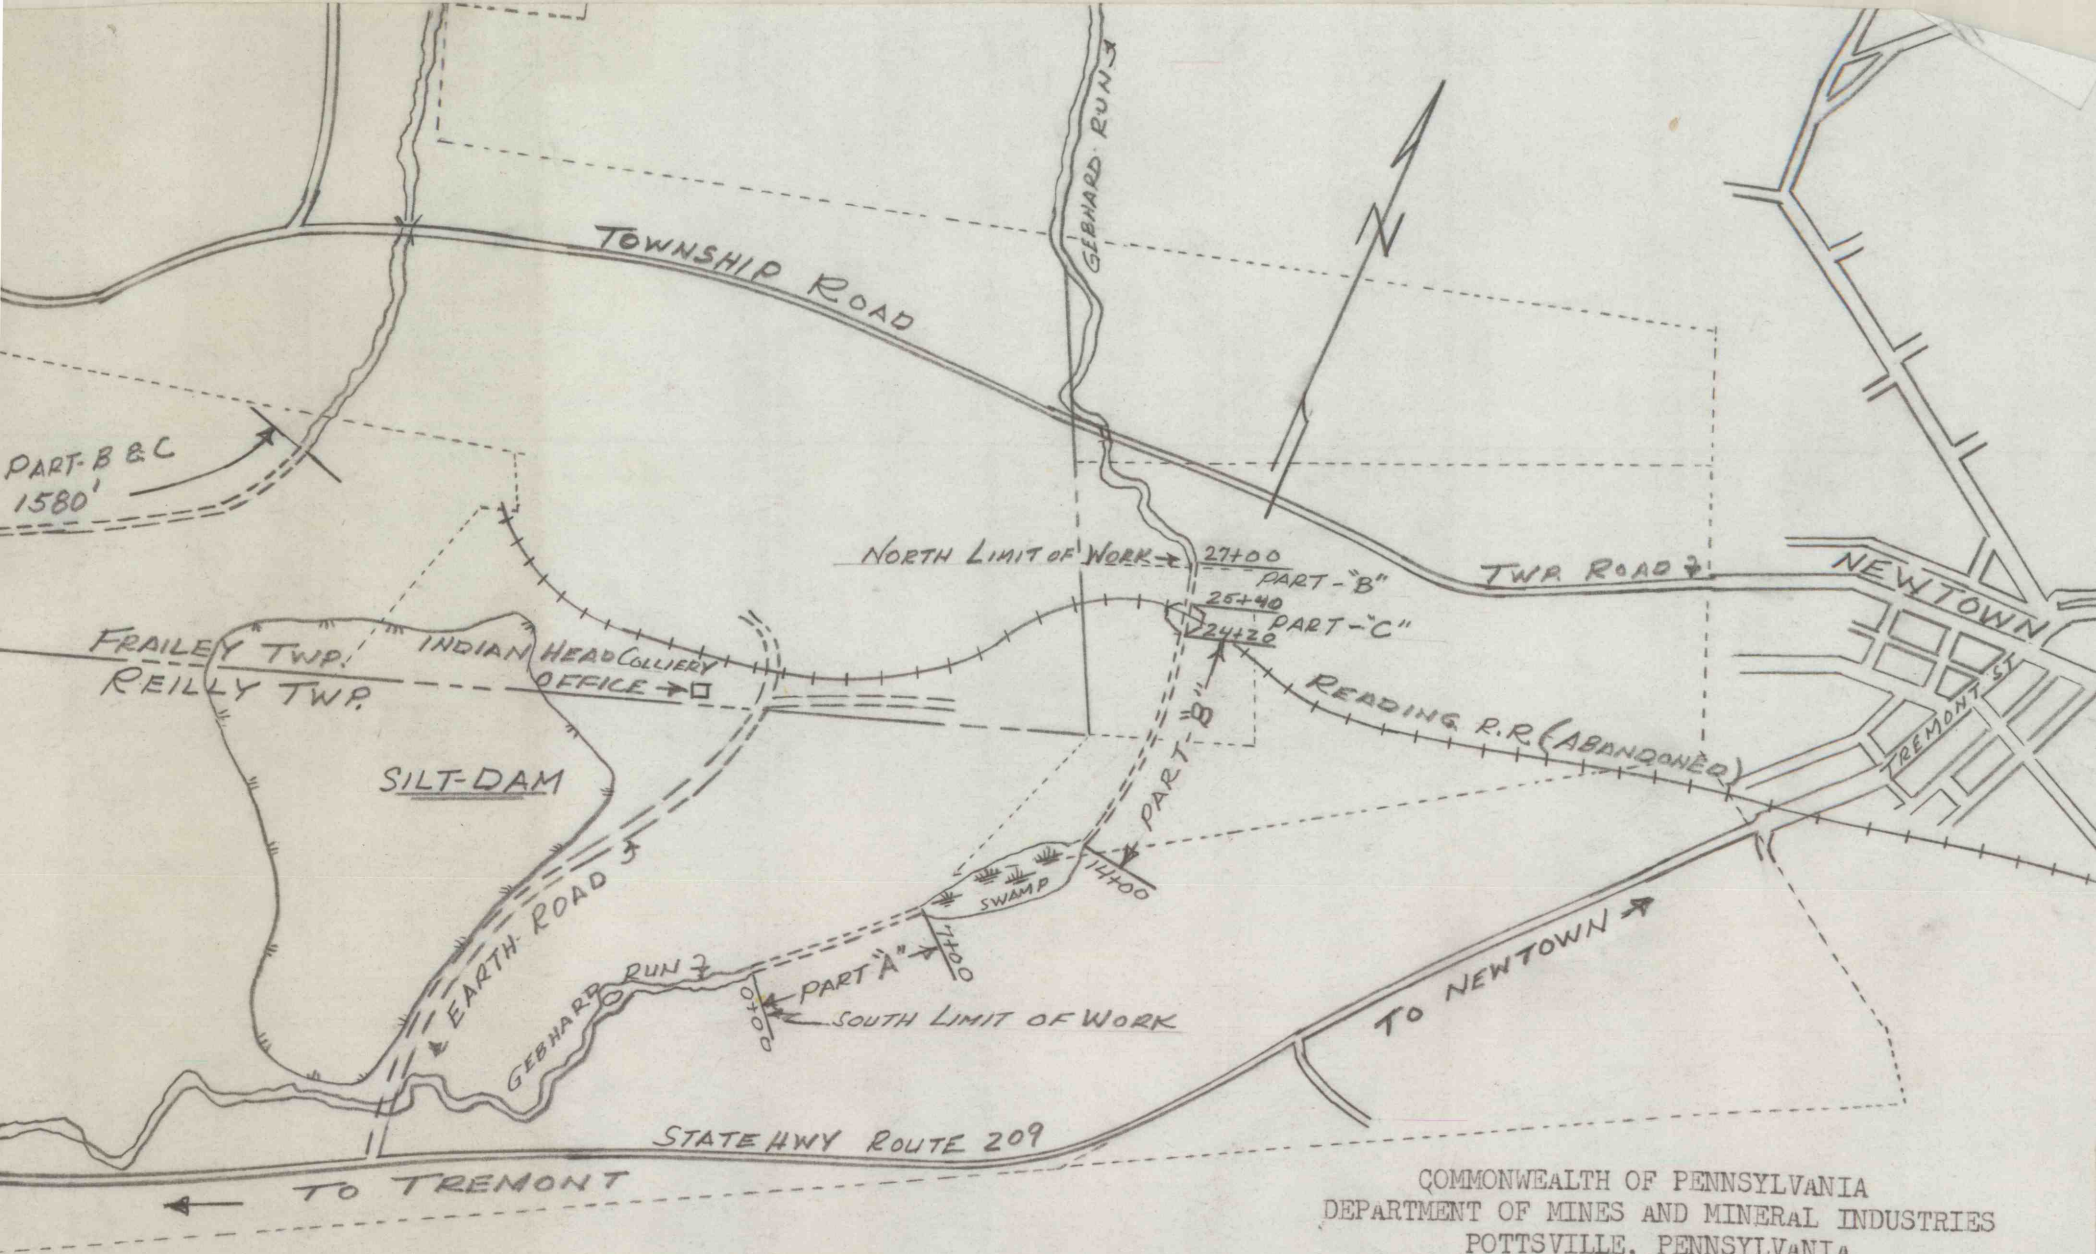 GEBHARD RUN
TOWNSHIP ROAD
N
PART-B & C
1580'
NORTH LIMIT OF WORK
27+00
PART-"B"
25+40
PART-"C"
24+20
TWP. ROAD
NEWTOWN
TREMONT ST
FRAILEY TWP.
REILLY TWP.
INDIAN HEAD COLLIERY
OFFICE
READING R.R. (ABANDONED)
PART-"B"
SILT-DAM
14+00
SWAMP
7+00
EARTH ROAD
PART "A"
0+00
SOUTH LIMIT OF WORK
GEBHARD RUN
TO NEWTOWN
STATE HWY ROUTE 209
TO TREMONT
COMMONWEALTH OF PENNSYLVANIA
DEPARTMENT OF MINES AND MINERAL INDUSTRIES
POTTSVILLE, PENNSYLVANIA